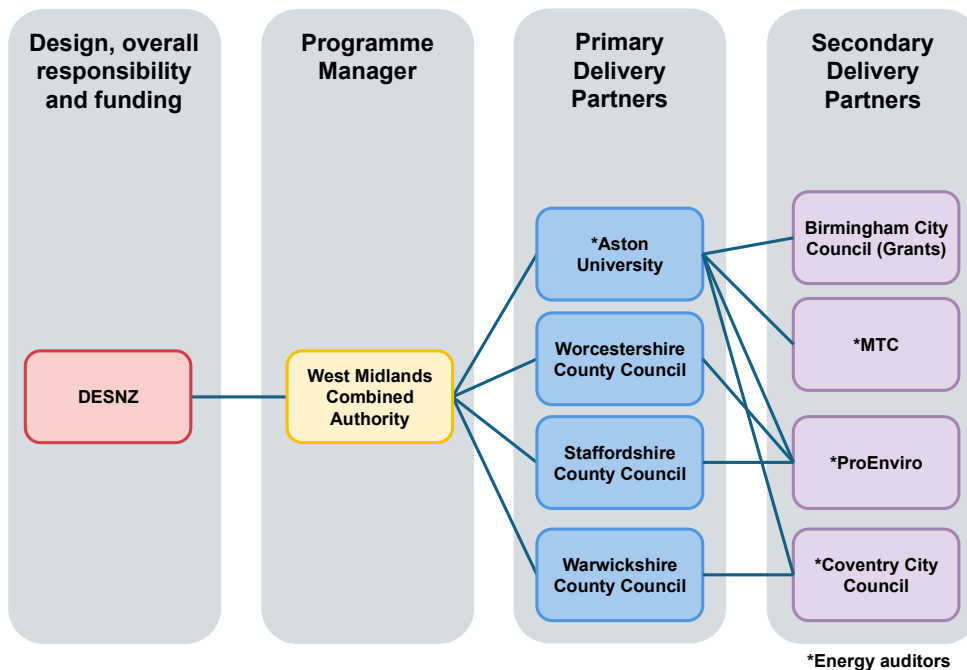 Design, overall
responsibility
and funding
Programme
Manager
Primary
Delivery
Partners
Secondary
Delivery
Partners
DESNZ
West Midlands
Combined
Authority
*Aston
University
Worcestershire
County Council
Staffordshire
County Council
Warwickshire
County Council
Birmingham City
Council (Grants)
*MTC
*ProEnviro
*Coventry City
Council
*Energy auditors